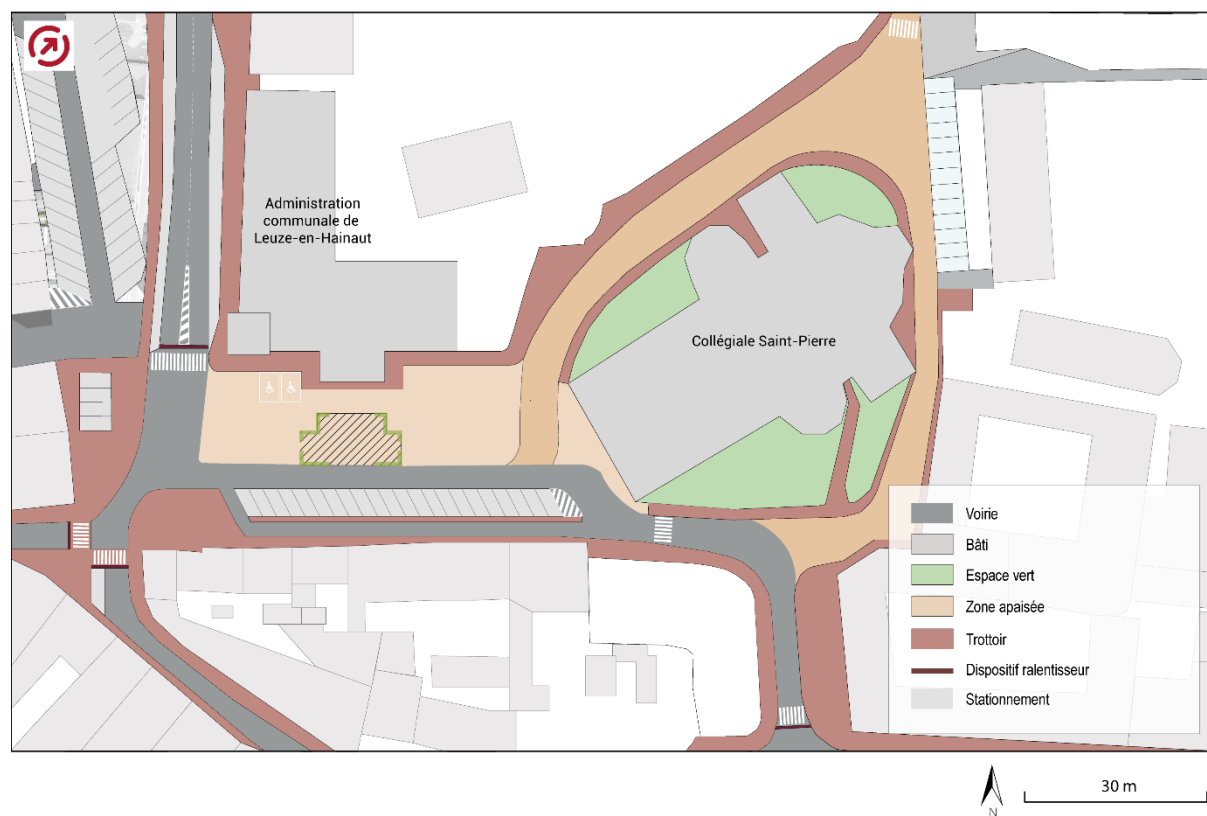 Administration
communale de
Leuze-en-Hainaut
Collégiale Saint-Pierre
Voirie
Bâti
Espace vert
Zone apaisée
Trottoir
Dispositif ralentisseur
Stationnement
N
30 m